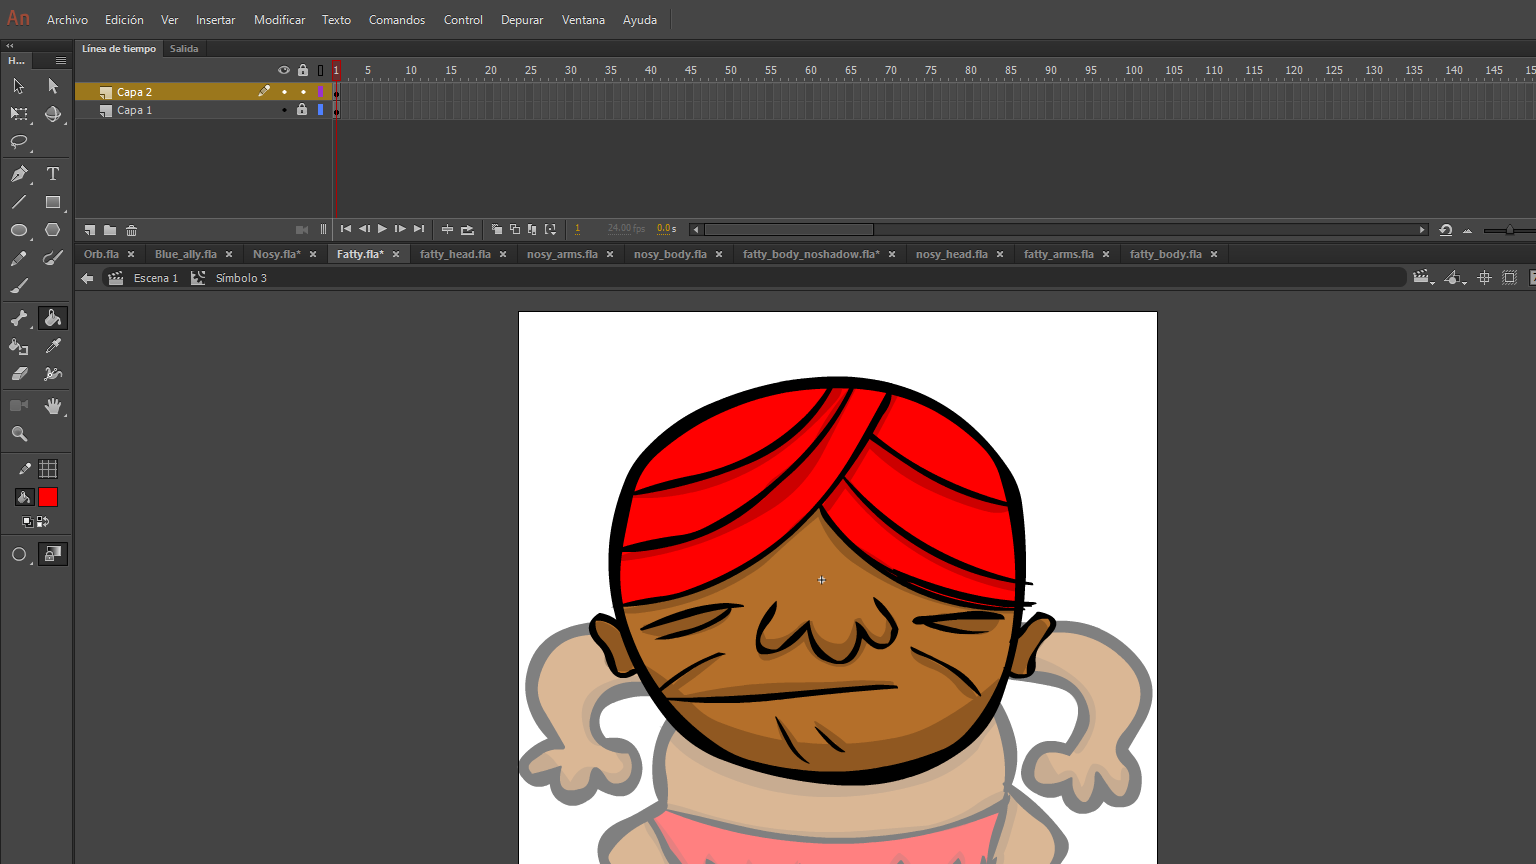 An Archivo Edición Ver Insertar Modificar Texto Comandos Control Depurar Ventana Ayuda
H... Línea de tiempo Salida
1 5 10 15 20 25 30 35 40 45 50 55 60 65 70 75 80 85 90 95 100 105 110 115 120 125 130 135 140 145 15
Capa 2
Capa 1
1 24.00 fps 0.0 s
Orb.fla Blue_ally.fla Nosy.fla* Fatty.fla* fatty_head.fla nosy_arms.fla nosy_body.fla fatty_body_noshadow.fla* nosy_head.fla fatty_arms.fla fatty_body.fla
Escena 1 Símbolo 3